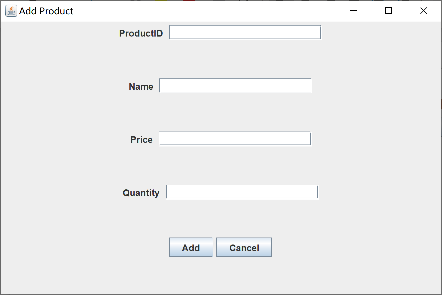 Add Product
ProductID
Name
Price
Quantity
Add Cancel